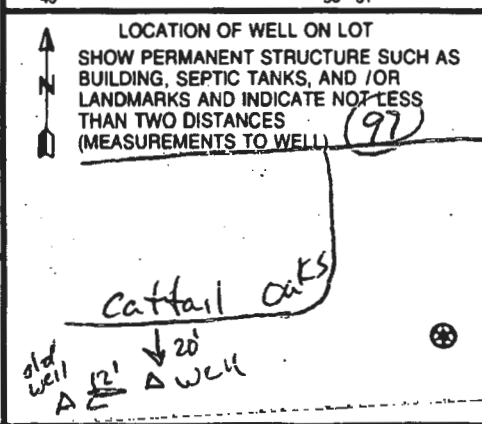 LOCATION OF WELL ON LOT
SHOW PERMANENT STRUCTURE SUCH AS
BUILDING, SEPTIC TANKS, AND /OR
LANDMARKS AND INDICATE NOT LESS
THAN TWO DISTANCES
(MEASUREMENTS TO WELL) 97
N
Cattail Oaks
20'
old well 12' well